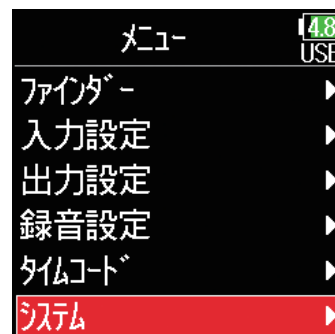 メニュー
4.8
USB
ファインダー
入力設定
出力設定
録音設定
タイムコード
システム